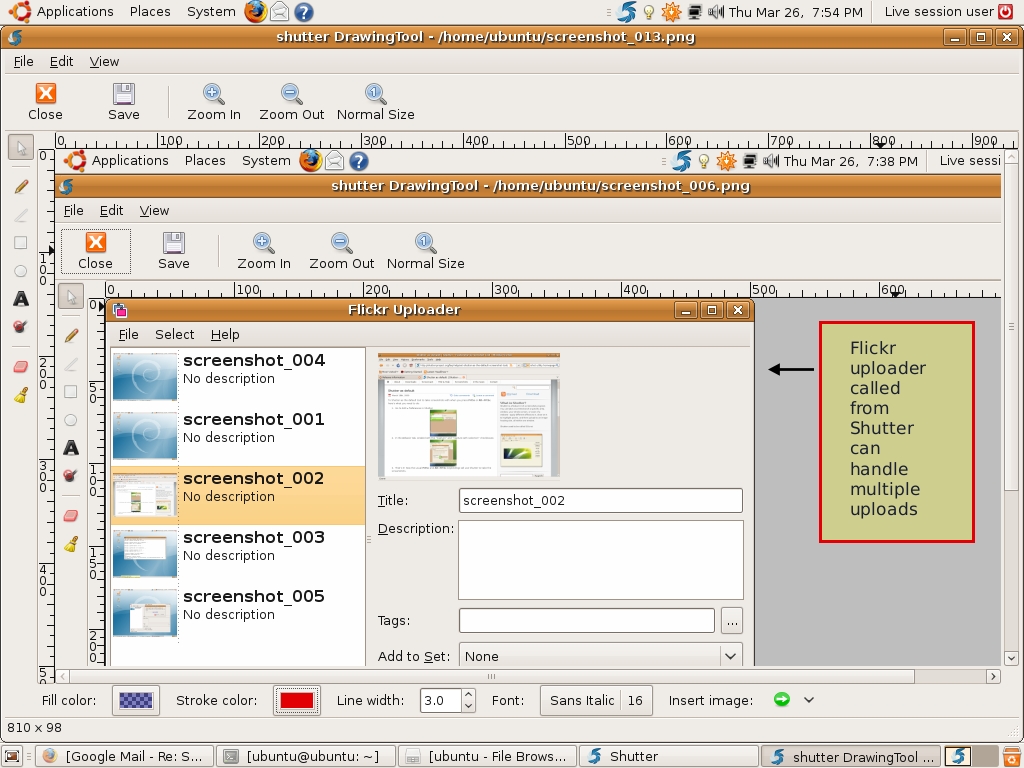 Applications Places System Thu Mar 26, 7:54 PM Live session user
shutter DrawingTool - /home/ubuntu/screenshot_013.png
File Edit View
Close Save Zoom In Zoom Out Normal Size
0 100 200 300 400 500 600 700 800 900
Applications Places System Thu Mar 26, 7:38 PM Live sessi
shutter DrawingTool - /home/ubuntu/screenshot_006.png
File Edit View
Close Save Zoom In Zoom Out Normal Size
0 100 200 300 400 500 600
Flickr Uploader
File Select Help
screenshot_004
No description
screenshot_001
No description
screenshot_002
No description
screenshot_003
No description
screenshot_005
No description
Title: screenshot_002
Description:
Tags: ...
Add to Set: None
Flickr
uploader
called
from
Shutter
can
handle
multiple
uploads
Fill color: Stroke color: Line width: 3.0 Font: Sans Italic 16 Insert image:
810 x 98
[Google Mail - Re: S... [ubuntu@ubuntu: ~] [ubuntu - File Brows... Shutter shutter DrawingTool ...